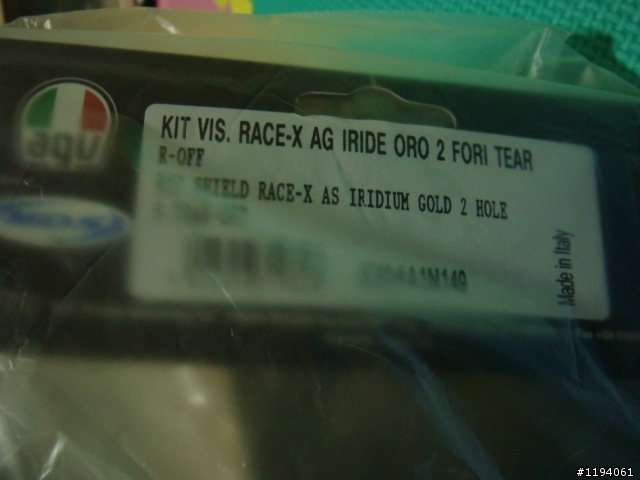 agv
KIT VIS. RACE-X AG IRIDE ORO 2 FORI TEAR
R-OFF
SHIELD RACE-X AS IRIDIUM GOLD 2 HOLE
Made in Italy
#1194061